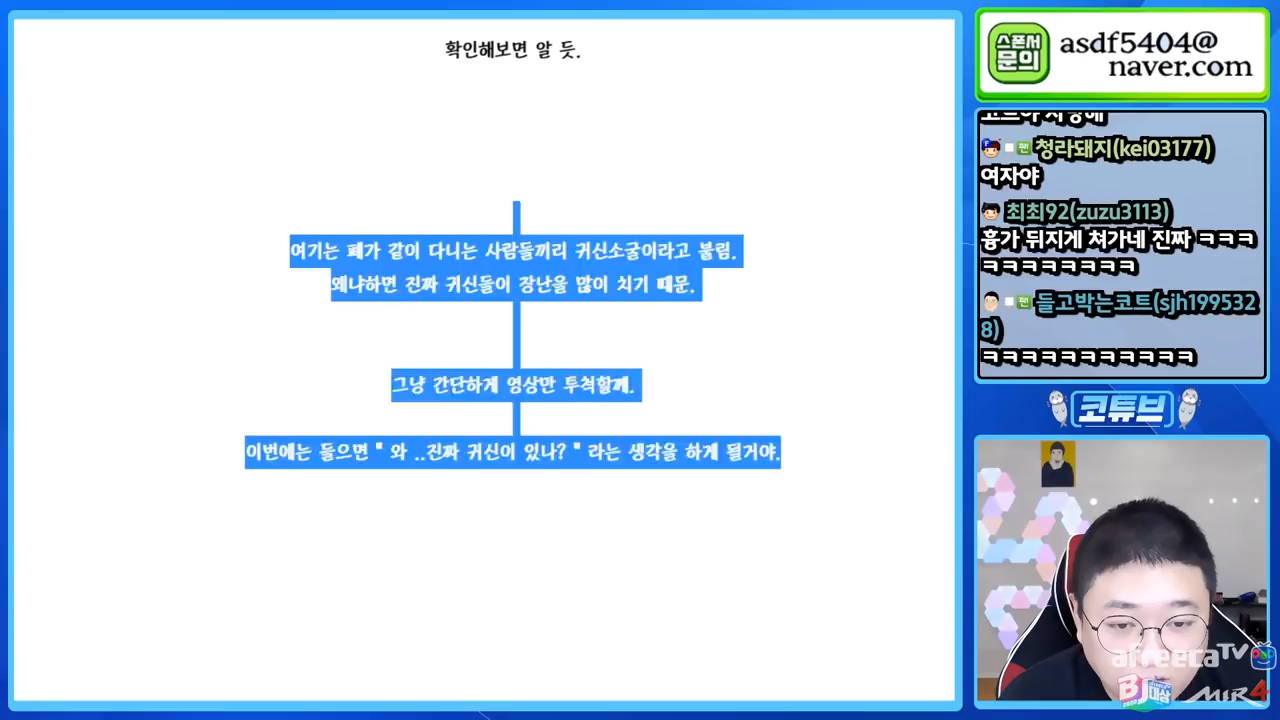 확인해보면 알 듯.
여기는 폐가 같이 다니는 사람들끼리 귀신소굴이라고 불림.
왜냐하면 진짜 귀신들이 장난을 많이 치기 때문.
그냥 간단하게 영상만 투척할께.
이번에는 들으면 " 와 ..진짜 귀신이 있나? " 라는 생각을 하게 될거야.
스폰서
문의
asdf5404@
naver.com
청라돼지(kei03177)
여자야
최최92(zuzu3113)
흉가 뒤지게 쳐가네 진짜 ㅋㅋㅋ
ㅋㅋㅋㅋㅋㅋㅋㅋ
들고박는코트(sjh199532
8)
ㅋㅋㅋㅋㅋㅋㅋㅋㅋㅋㅋ
코튜브
afreecaTV
BJ대상
MIR4